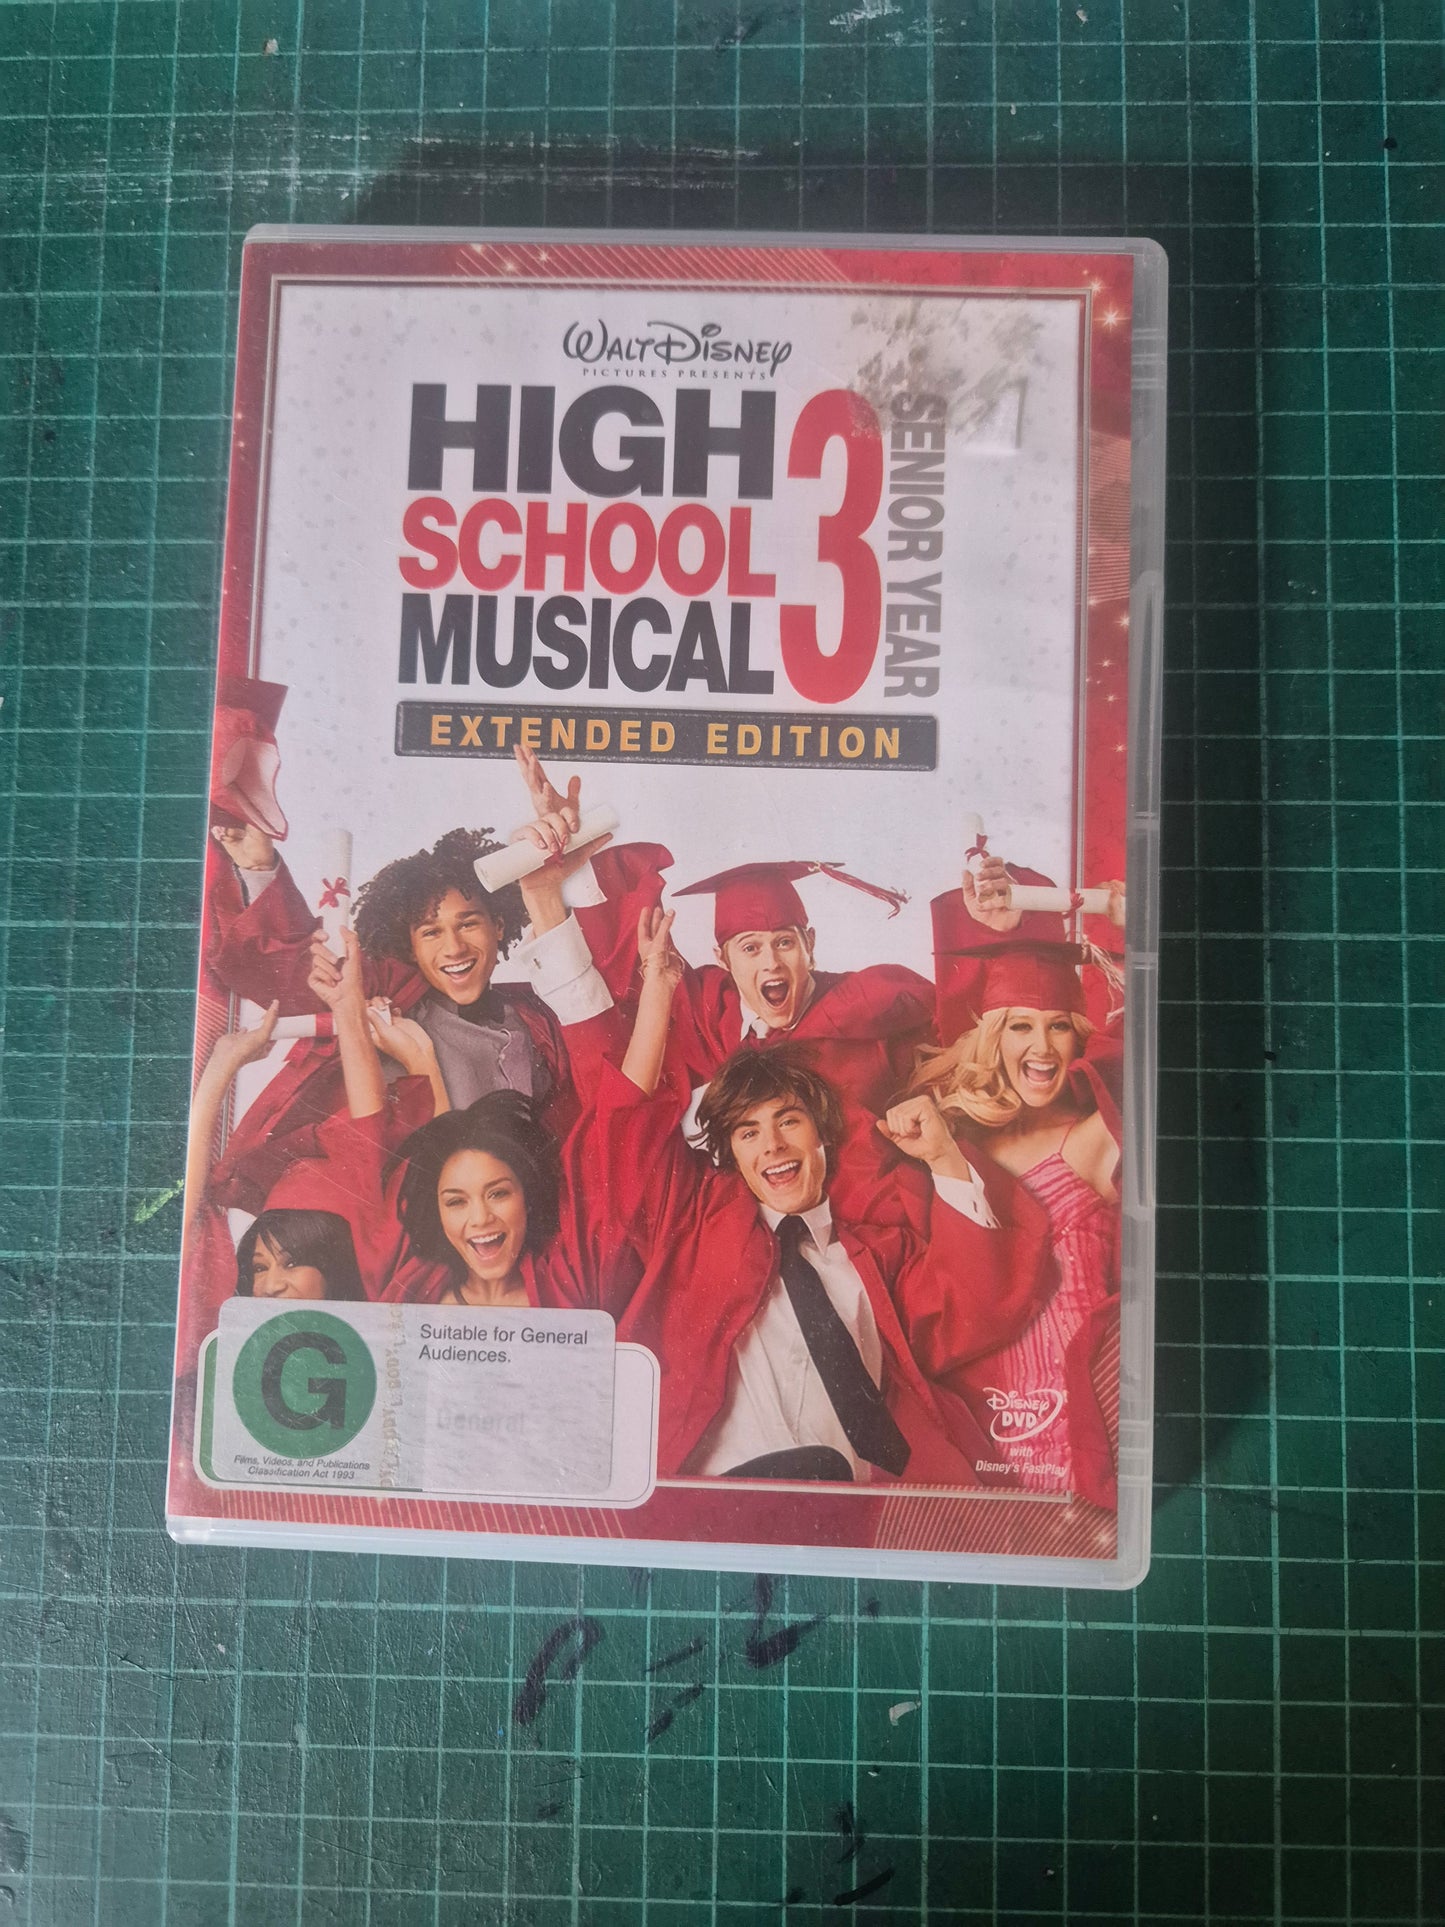 WALT DISNEY
PICTURES PRESENTS
HIGH
SCHOOL
MUSICAL
3
SENIOR YEAR
EXTENDED EDITION
G
Suitable for General
Audiences.
General
Films, Videos, and Publications
Classification Act 1993
DISNEY
DVD
with
Disney's FastPlay